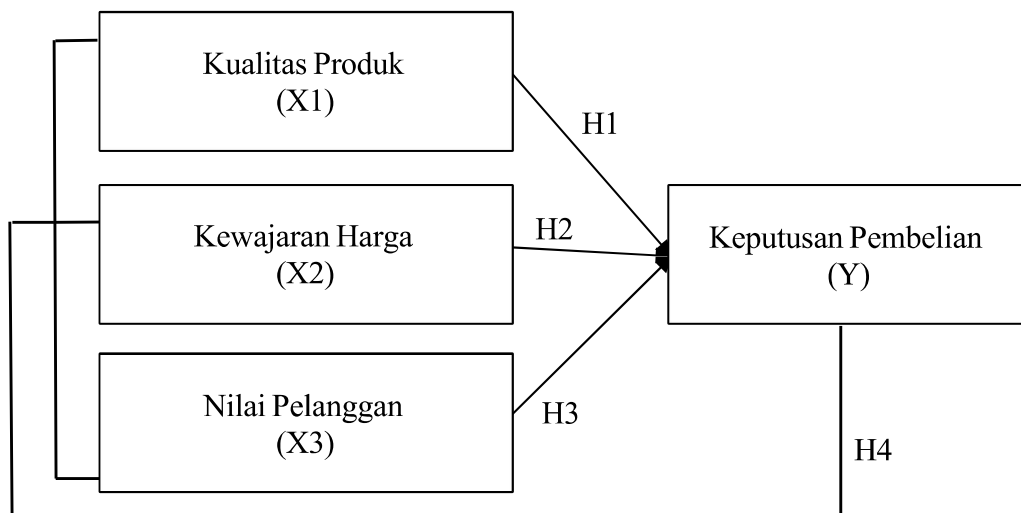 Kualitas Produk
(X1)
H1
Kewajaran Harga
(X2)
H2
Keputusan Pembelian
(Y)
Nilai Pelanggan
(X3)
H3
H4